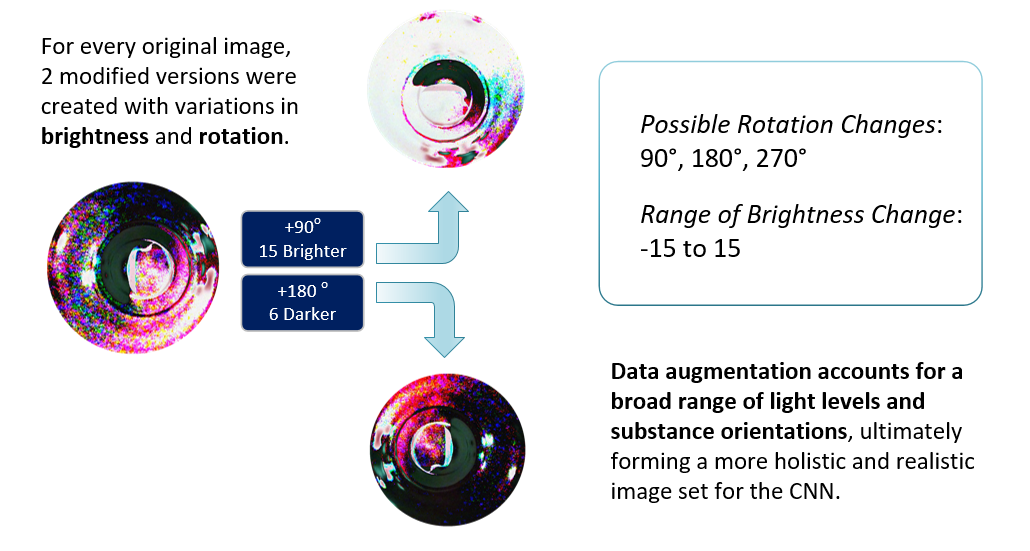 For every original image,
2 modified versions were
created with variations in
brightness and rotation.
+90°
15 Brighter
+180 °
6 Darker
Possible Rotation Changes:
90°, 180°, 270°
Range of Brightness Change:
-15 to 15
Data augmentation accounts for a
broad range of light levels and
substance orientations, ultimately
forming a more holistic and realistic
image set for the CNN.